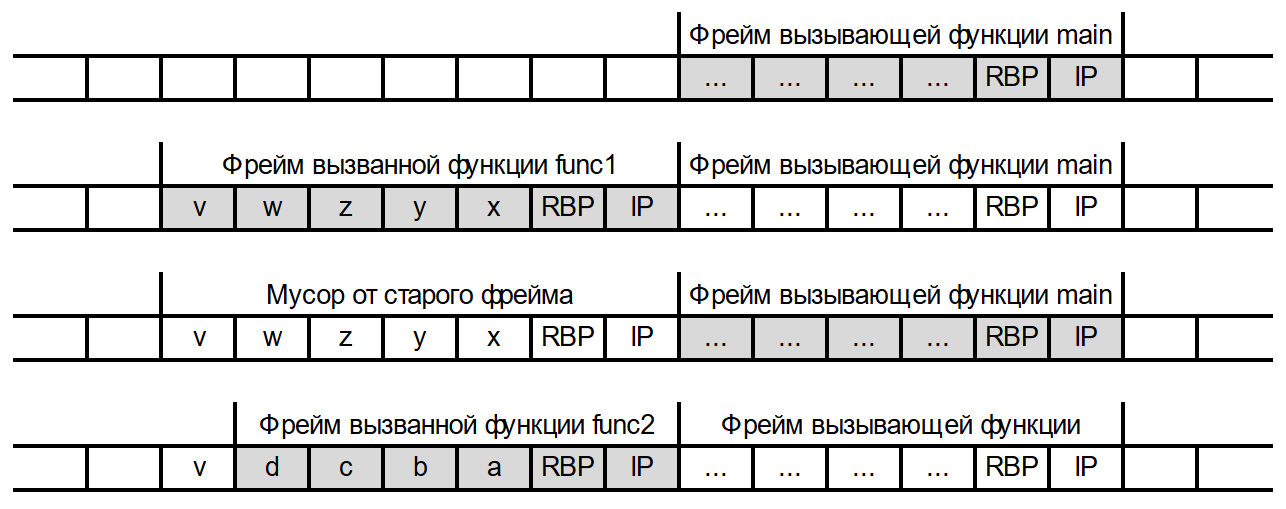 Фрейм вызывающей функции main
... ... ... ... RBP IP
Фрейм вызванной функции func1 Фрейм вызывающей функции main
v w z y x RBP IP ... ... ... ... RBP IP
Мусор от старого фрейма Фрейм вызывающей функции main
v w z y x RBP IP ... ... ... ... RBP IP
Фрейм вызванной функции func2 Фрейм вызывающей функции
v d c b a RBP IP ... ... ... ... RBP IP